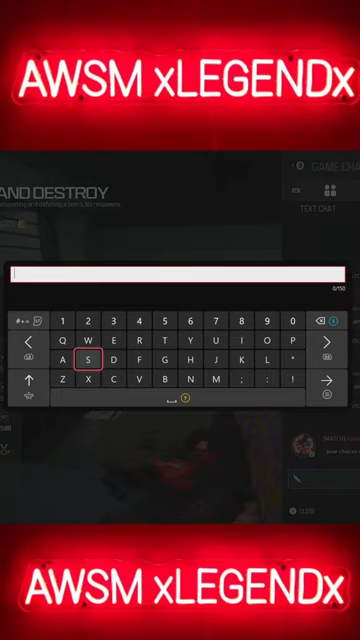 AWSM xLEGENDx
AND DESTROY
GAME CHA
TEXT CHAT
0/150
1 2 3 4 5 6 7 8 9 0
Q W E R T Y U I O P
A S D F G H J K L "
Z X C V B N M ; : !
Y
[MATCH]
CLOSE
AWSM xLEGENDx